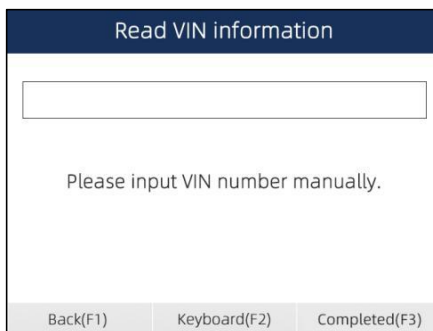 Read VIN information
Please input VIN number manually.
Back(F1) Keyboard(F2) Completed(F3)